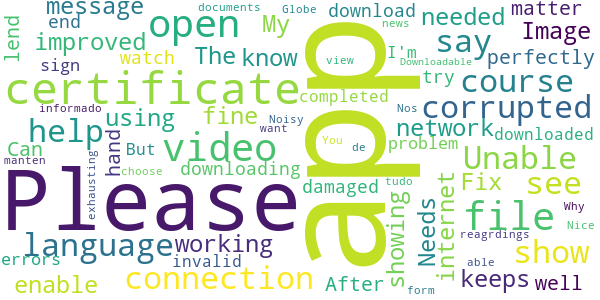 message
documents
Globe
download
needed
matter
end
open
My
news
Image
lend
improved
The
know
I'm
say
perfectly
sign
watch
view
Downloadable
try
certificate
completed
course
informado
using
fine
want
Nos
corrupted
Noisy
network
downloaded
help
hand
But
app
You
de
problem
Can
video
Unable
manten
exhausting
choose
downloading
damaged
tudo
Fix
see
Please
showing
Needs
internet
file
Why
Nice
reagrdings
language
working
show
errors
invalid
able
enable
connection
After
form
keeps
well